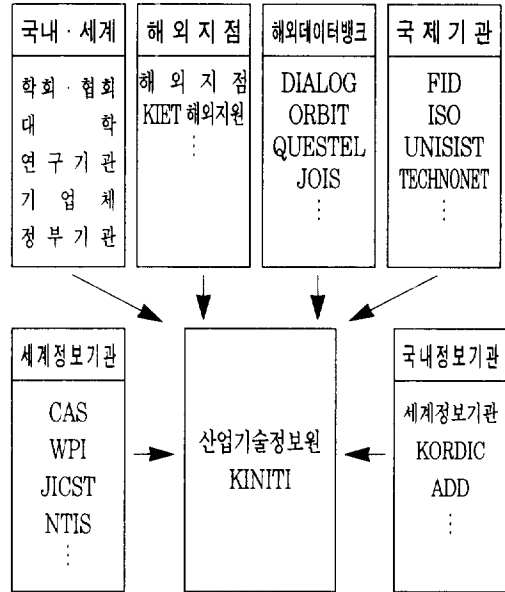 국내 · 세계
학회 · 협회
대 학
연구기관
기 업 체
정부기관
해외지점
해외지점
KIET 해외지원
⋮
해외데이터뱅크
DIALOG
ORBIT
QUESTEL
JOIS
⋮
국제기관
FID
ISO
UNISIST
TECHNONET
⋮
세계정보기관
CAS
WPI
JICST
NTIS
⋮
산업기술정보원
KINITI
국내정보기관
세계정보기관
KORDIC
ADD
⋮